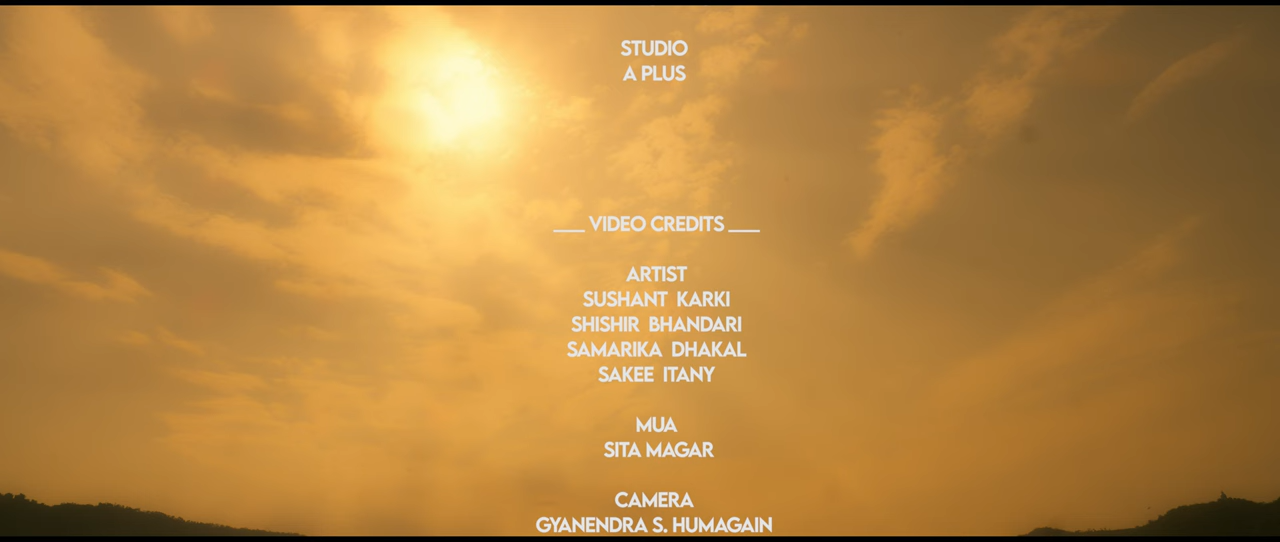 STUDIO
A PLUS
___ VIDEO CREDITS ___
ARTIST
SUSHANT KARKI
SHISHIR BHANDARI
SAMARIKA DHAKAL
SAKEE ITANY
MUA
SITA MAGAR
CAMERA
GYANENDRA S. HUMAGAIN